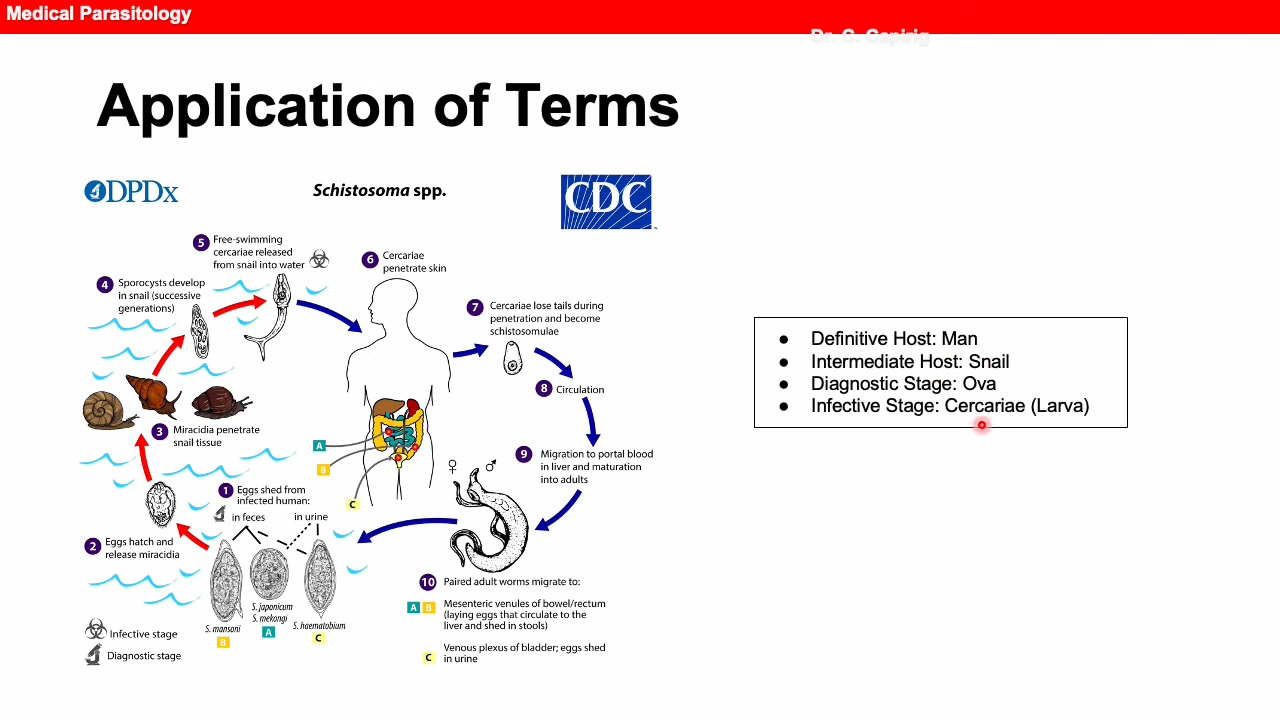 Medical Parasitology
Dr. C. Capirig
Application of Terms
DPDx
Schistosoma spp.
CDC
5 Free-swimming
cercariae released
from snail into water
6 Cercariae
penetrate skin
4 Sporocysts develop
in snail (successive
generations)
7 Cercariae lose tails during
penetration and become
schistosomulae
8 Circulation
3 Miracidia penetrate
snail tissue
A
B
C
9 Migration to portal blood
in liver and maturation
into adults
♀ ♂
1 Eggs shed from
infected human:
in feces in urine
2 Eggs hatch and
release miracidia
S. mansoni
B
S. japonicum
S. mekongi
A
S. haematobium
C
10 Paired adult worms migrate to:
A B Mesenteric venules of bowel/rectum
(laying eggs that circulate to the
liver and shed in stools)
C Venous plexus of bladder; eggs shed
in urine
Infective stage
Diagnostic stage
● Definitive Host: Man
● Intermediate Host: Snail
● Diagnostic Stage: Ova
● Infective Stage: Cercariae (Larva)